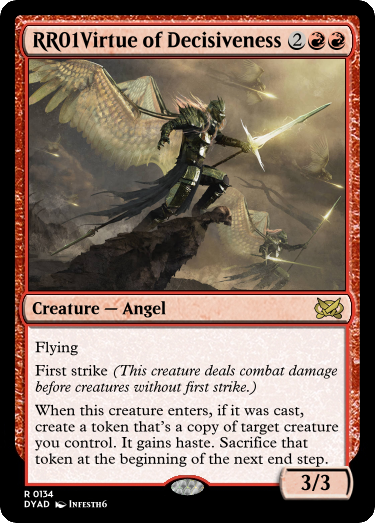 RR01Virtue of Decisiveness 2
Creature — Angel
Flying
First strike (This creature deals combat damage
before creatures without first strike.)
When this creature enters, if it was cast,
create a token that's a copy of target creature
you control. It gains haste. Sacrifice that
token at the beginning of the next end step.
3/3
R 0134
DYAD Infesth6